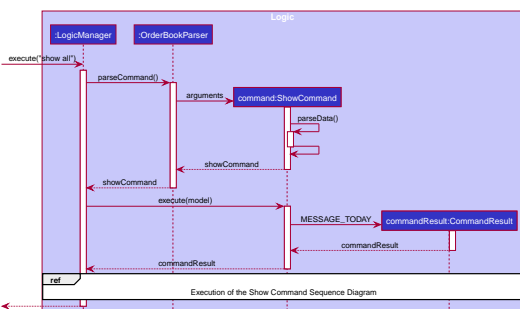 Logic
:LogicManager
:OrderBookParser
execute("show all")
parseCommand()
arguments
command:ShowCommand
parseData()
showCommand
showCommand
execute(model)
MESSAGE_TODAY
commandResult:CommandResult
commandResult
commandResult
ref
Execution of the Show Command Sequence Diagram